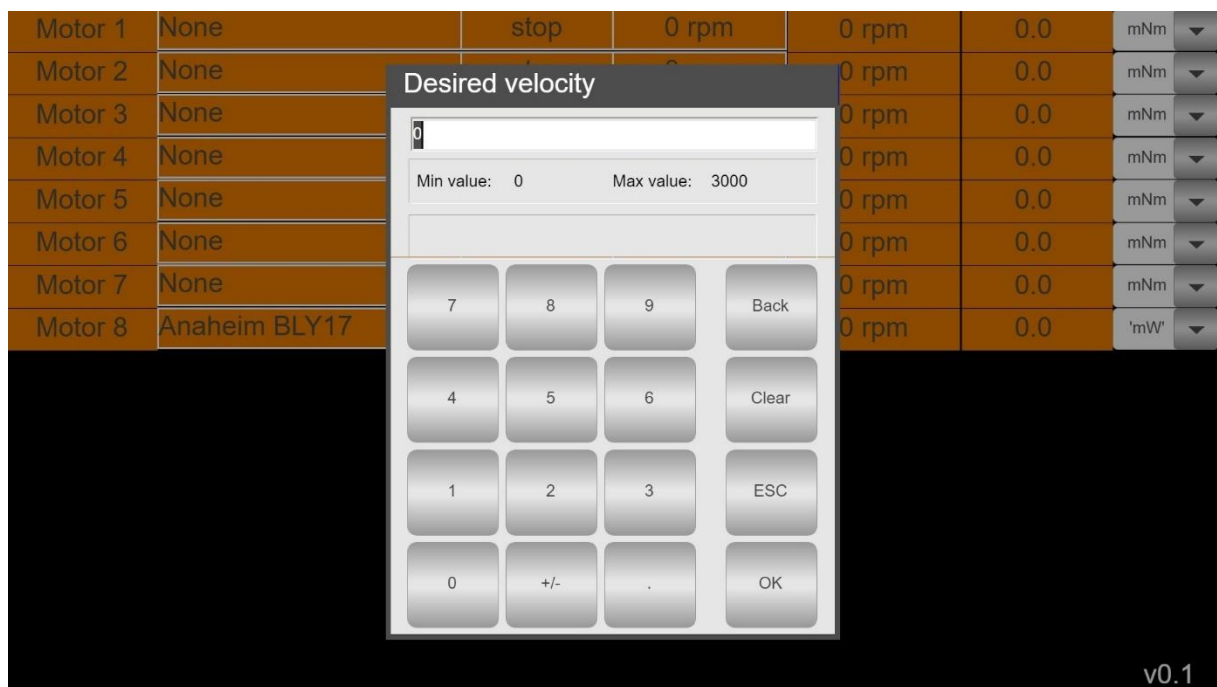 Motor 1 None stop 0 rpm 0 rpm 0.0 mNm
Motor 2 None 0 rpm 0.0 mNm
Motor 3 None 0 rpm 0.0 mNm
Motor 4 None 0 rpm 0.0 mNm
Motor 5 None 0 rpm 0.0 mNm
Motor 6 None 0 rpm 0.0 mNm
Motor 7 None 0 rpm 0.0 mNm
Motor 8 Anaheim BLY17 0 rpm 0.0 'mW'
Desired velocity
0
Min value: 0 Max value: 3000
7 8 9 Back
4 5 6 Clear
1 2 3 ESC
0 +/- . OK
v0.1